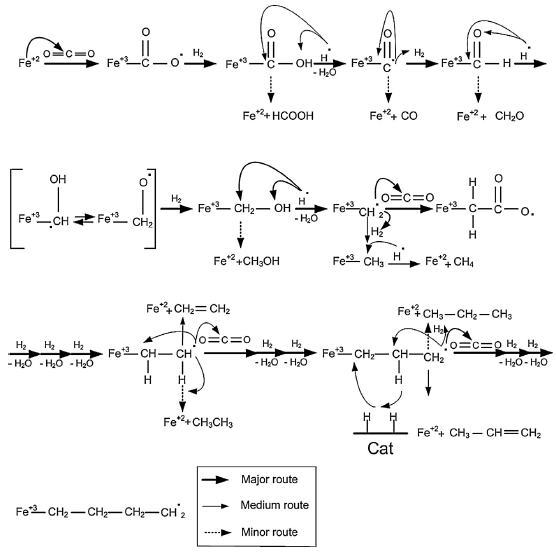 Fe+2 O=C=O Fe+3—C—O• O H2 Fe+3—C—OH O H• - H2O Fe+3—C• O H2 Fe+3—C—H O H•
Fe+2 + HCOOH Fe+2 + CO Fe+2 + CH2O
OH O•
Fe+3—CH• Fe+3—CH2 H2 Fe+3—CH2—OH H• - H2O Fe+3—CH•2 O=C=O H2 Fe+3—C—C—O• H H O
Fe+2+CH3OH Fe+3—CH3 H• Fe+2+ CH4
Fe+2+CH2=CH2 Fe+2+CH3—CH2—CH3
H2 H2 H2 Fe+3—CH—CH• O=C=O H2 H2 Fe+3—CH2—CH—CH2• H2 O=C=O H2 H2
- H2O - H2O - H2O H H - H2O - H2O H - H2O - H2O
Fe+2+CH3CH3 H H Fe+2+ CH3—CH=CH2
Cat
Fe+3—CH2—CH2—CH2—CH•2
Major route
Medium route
Minor route